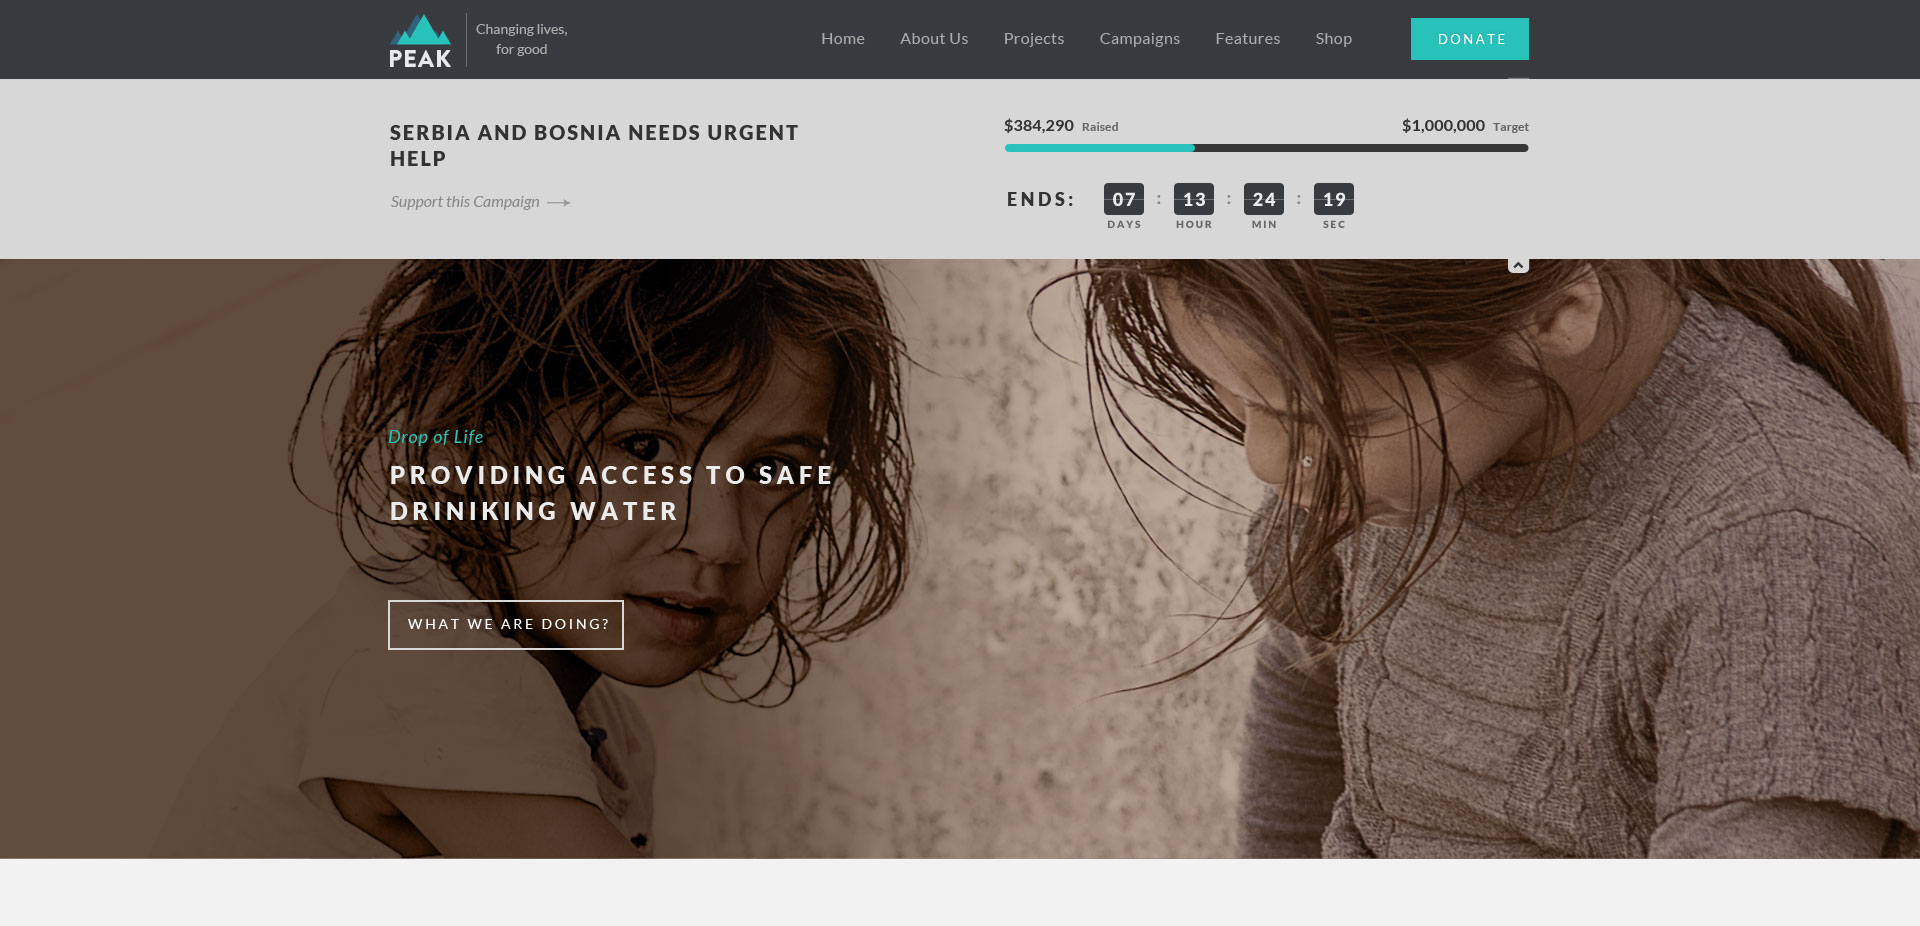 PEAK
Changing lives,
for good
Home About Us Projects Campaigns Features Shop DONATE
SERBIA AND BOSNIA NEEDS URGENT
HELP
Support this Campaign
$384,290 Raised $1,000,000 Target
ENDS: 07 : 13 : 24 : 19
DAYS HOUR MIN SEC
Drop of Life
PROVIDING ACCESS TO SAFE
DRINIKING WATER
WHAT WE ARE DOING?